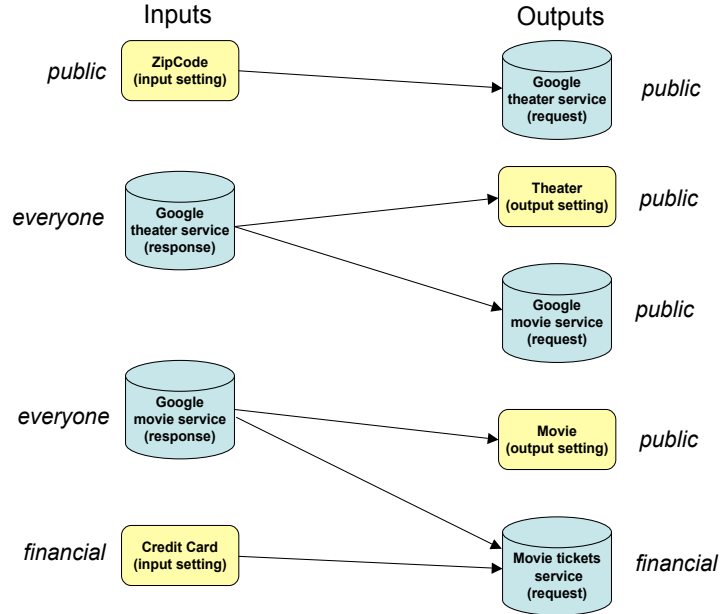 Inputs
Outputs
public
ZipCode
(input setting)
Google
theater service
(request)
public
everyone
Google
theater service
(response)
Theater
(output setting)
public
Google
movie service
(request)
public
everyone
Google
movie service
(response)
Movie
(output setting)
public
financial
Credit Card
(input setting)
Movie tickets
service
(request)
financial